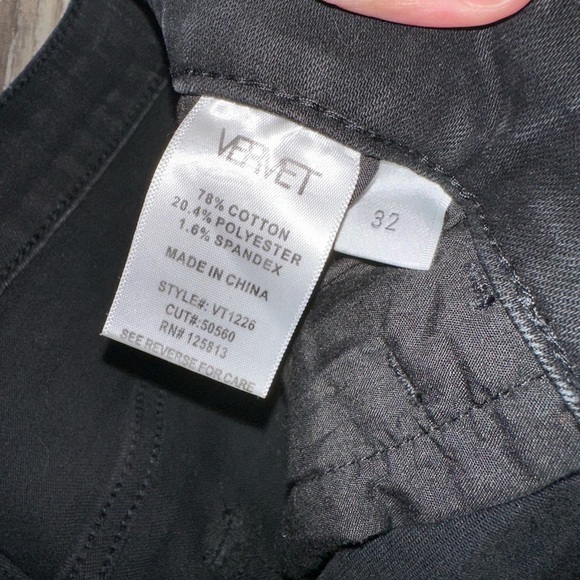 VERVET
78% COTTON
20.4% POLYESTER
1.6% SPANDEX
MADE IN CHINA
STYLE#: VT1226
CUT#:50560
RN# 125813
SEE REVERSE FOR CARE
32